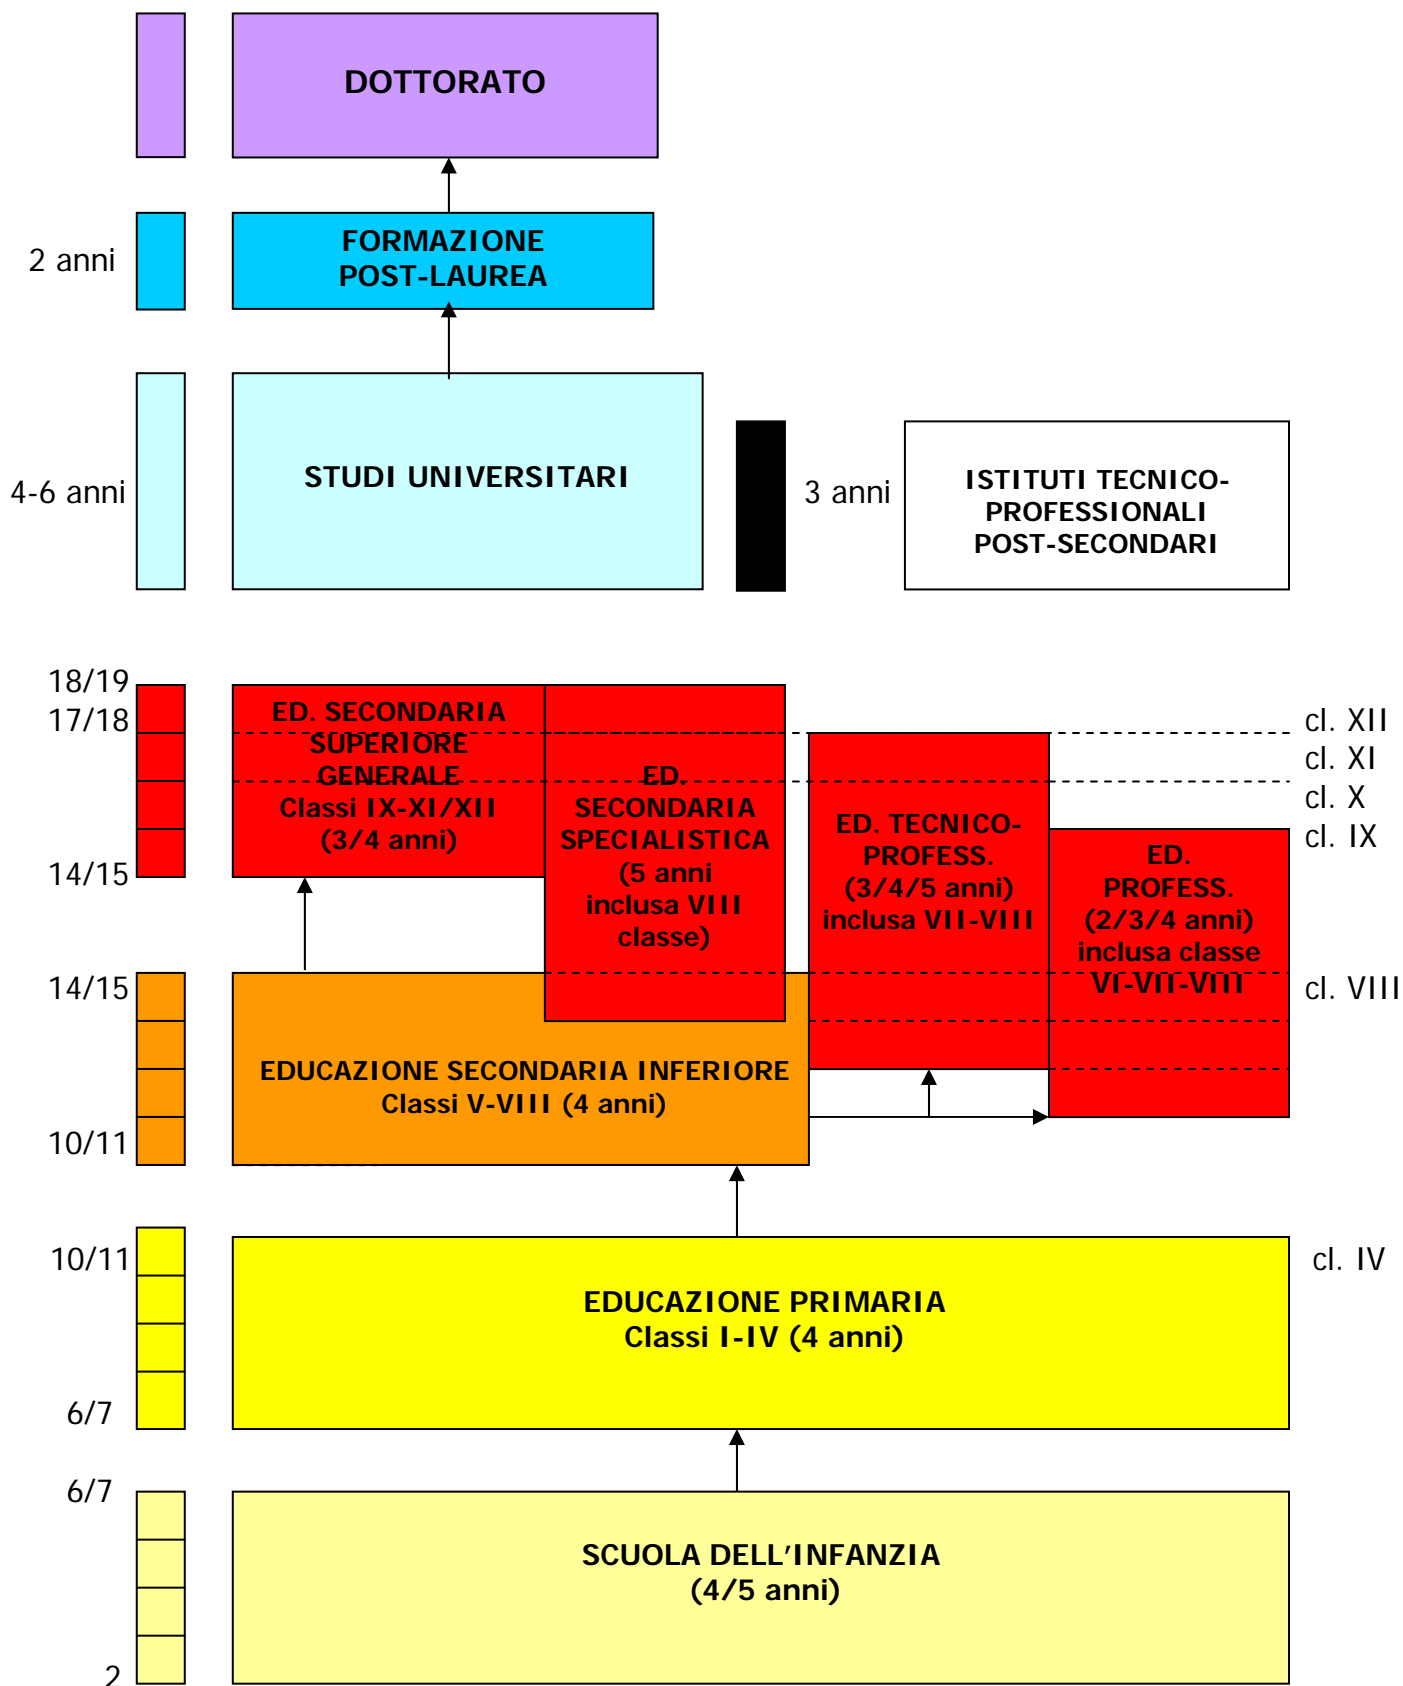 DOTTORATO
2 anni
FORMAZIONE
POST-LAUREA
4-6 anni
STUDI UNIVERSITARI
3 anni
ISTITUTI TECNICO-
PROFESSIONALI
POST-SECONDARI
18/19
17/18
14/15
ED. SECONDARIA
SUPERIORE
GENERALE
Classi IX-XI/XII
(3/4 anni)
ED.
SECONDARIA
SPECIALISTICA
(5 anni
inclusa VIII
classe)
ED. TECNICO-
PROFESS.
(3/4/5 anni)
inclusa VII-VIII
ED.
PROFESS.
(2/3/4 anni)
inclusa classe
VI-VII-VIII
cl. XII
cl. XI
cl. X
cl. IX
cl. VIII
14/15
10/11
EDUCAZIONE SECONDARIA INFERIORE
Classi V-VIII (4 anni)
10/11
6/7
EDUCAZIONE PRIMARIA
Classi I-IV (4 anni)
cl. IV
6/7
2
SCUOLA DELL'INFANZIA
(4/5 anni)